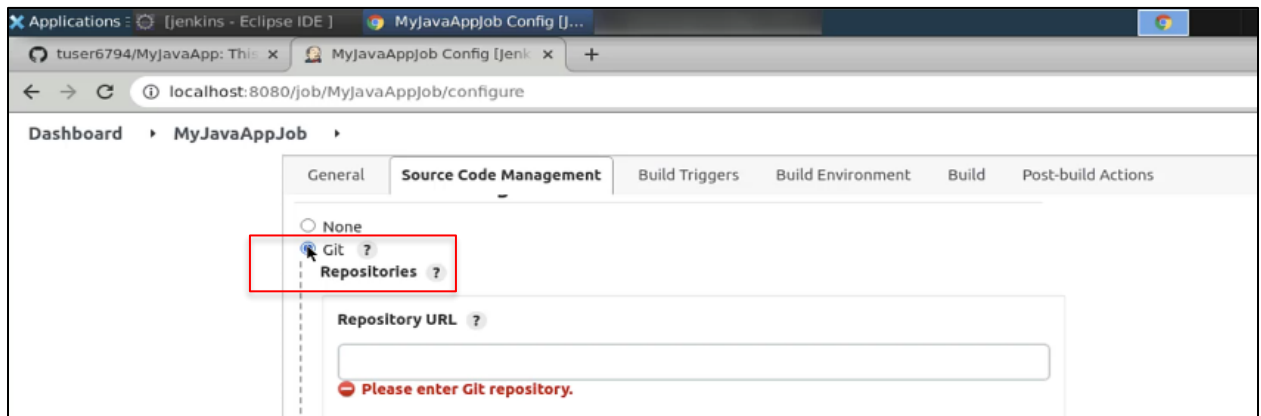 Applications : [jenkins - Eclipse IDE ] MyJavaAppJob Config [J...
tuser6794/MyJavaApp: This × MyJavaAppJob Config [Jenk × +
localhost:8080/job/MyJavaAppJob/configure
Dashboard MyJavaAppJob
General Source Code Management Build Triggers Build Environment Build Post-build Actions
None
Git ?
Repositories ?
Repository URL ?
Please enter Git repository.